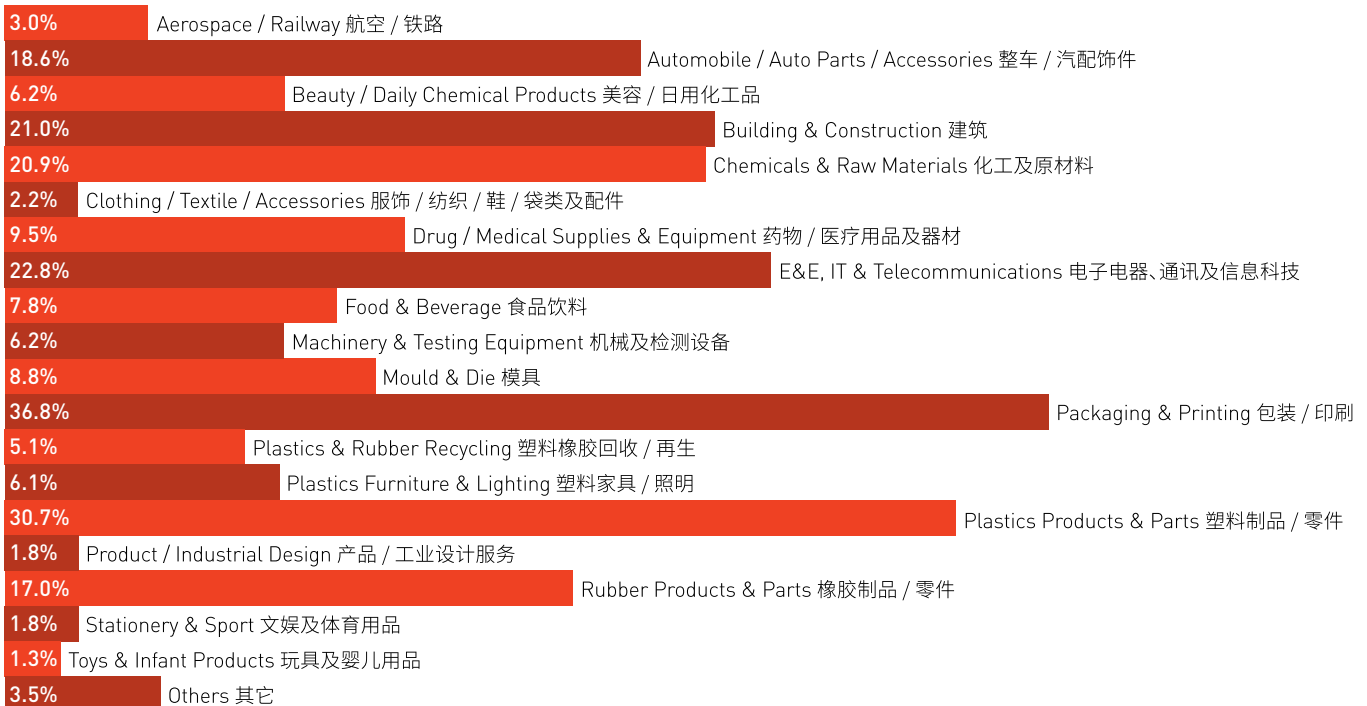 3.0% Aerospace / Railway 航空 / 铁路
18.6% Automobile / Auto Parts / Accessories 整车 / 汽配饰件
6.2% Beauty / Daily Chemical Products 美容 / 日用化工品
21.0% Building & Construction 建筑
20.9% Chemicals & Raw Materials 化工及原材料
2.2% Clothing / Textile / Accessories 服饰 / 纺织 / 鞋 / 袋类及配件
9.5% Drug / Medical Supplies & Equipment 药物 / 医疗用品及器材
22.8% E&E, IT & Telecommunications 电子电器、通讯及信息科技
7.8% Food & Beverage 食品饮料
6.2% Machinery & Testing Equipment 机械及检测设备
8.8% Mould & Die 模具
36.8% Packaging & Printing 包装 / 印刷
5.1% Plastics & Rubber Recycling 塑料橡胶回收 / 再生
6.1% Plastics Furniture & Lighting 塑料家具 / 照明
30.7% Plastics Products & Parts 塑料制品 / 零件
1.8% Product / Industrial Design 产品 / 工业设计服务
17.0% Rubber Products & Parts 橡胶制品 / 零件
1.8% Stationery & Sport 文娱及体育用品
1.3% Toys & Infant Products 玩具及婴儿用品
3.5% Others 其它